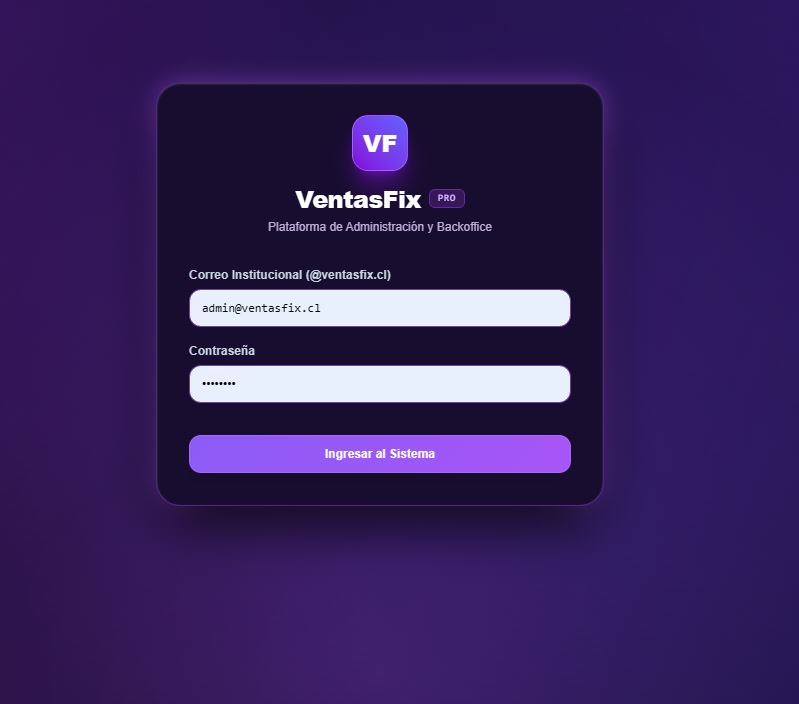 VF
VentasFix PRO
Plataforma de Administración y Backoffice
Correo Institucional (@ventasfix.cl)
admin@ventasfix.cl
Contraseña
••••••••
Ingresar al Sistema